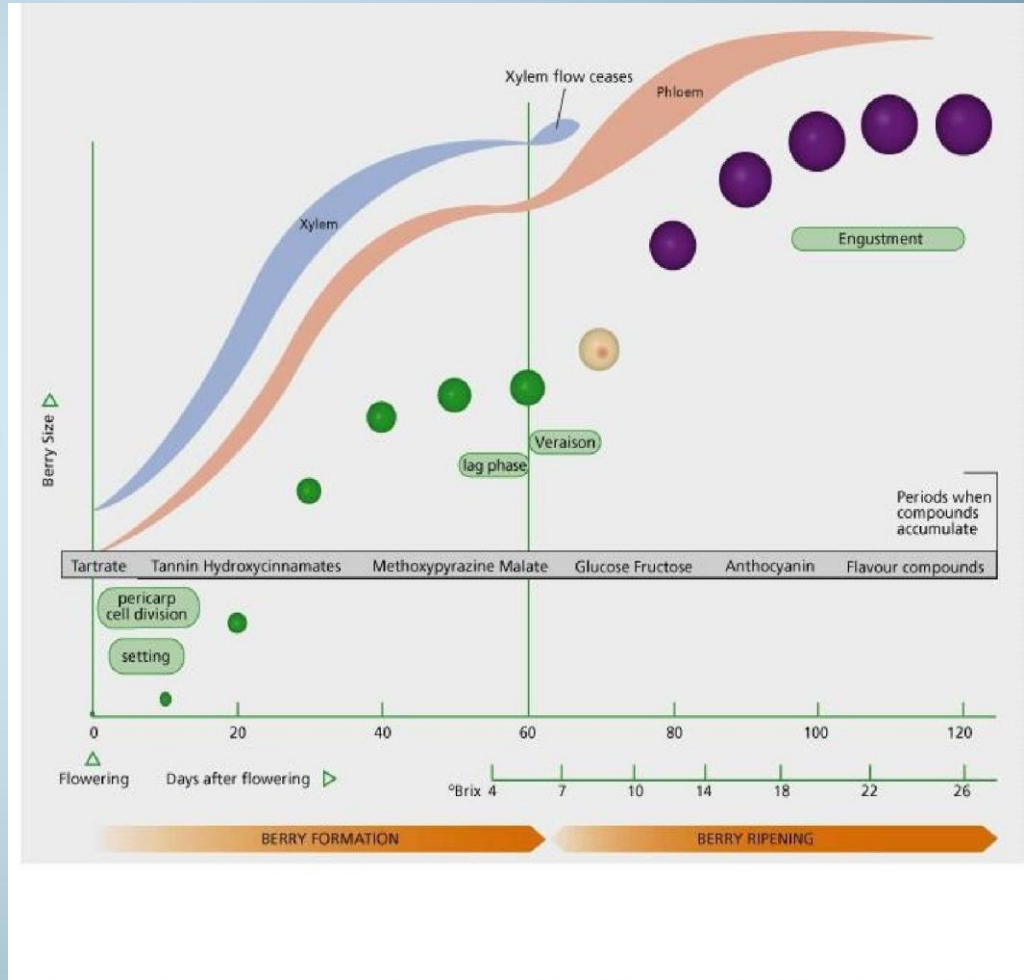 Xylem flow ceases
Phloem
Xylem
Engustment
Berry Size
Veraison
lag phase
Periods when
compounds
accumulate
Tartrate Tannin Hydroxycinnamates Methoxypyrazine Malate Glucose Fructose Anthocyanin Flavour compounds
pericarp
cell division
setting
0 20 40 60 80 100 120
Flowering Days after flowering
°Brix 4 7 10 14 18 22 26
BERRY FORMATION BERRY RIPENING